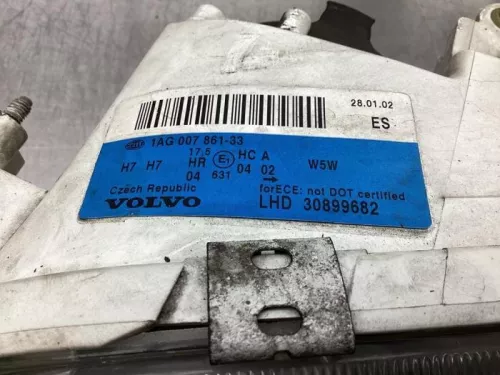 28.01.02
ES
1AG 007 861-33
17,5 HC A
H7 H7 HR E1 04 02 → W5W
04 631
Czech Republic forECE: not DOT certified
VOLVO LHD 30899682